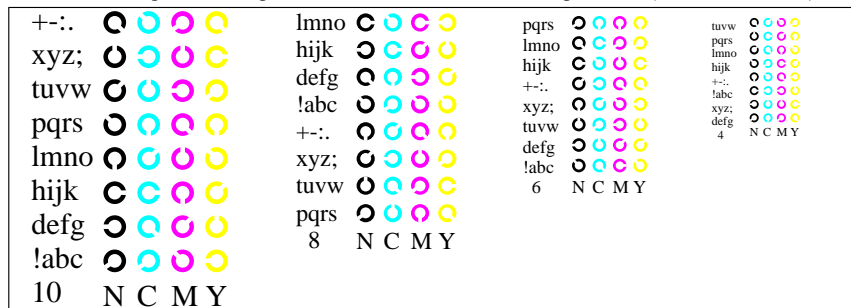 +-:.
xyz;
tuvw
pqrs
lmno
hijk
defg
!abc
10 N C M Y
lmno
hijk
defg
!abc
+-:.
xyz;
tuvw
pqrs
8 N C M Y
pqrs
lmno
hijk
+-:.
xyz;
tuvw
defg
!abc
6 N C M Y
tuvw
pqrs
lmno
hijk
+-:.
!abc
xyz;
defg
4 N C M Y